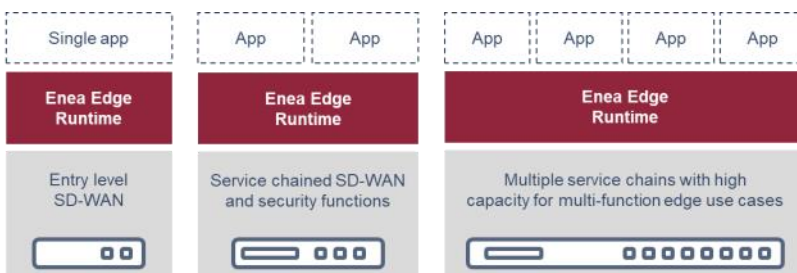 Single app
Enea Edge
Runtime
Entry level
SD-WAN
App App
Enea Edge
Runtime
Service chained SD-WAN
and security functions
App App App App
Enea Edge
Runtime
Multiple service chains with high
capacity for multi-function edge use cases